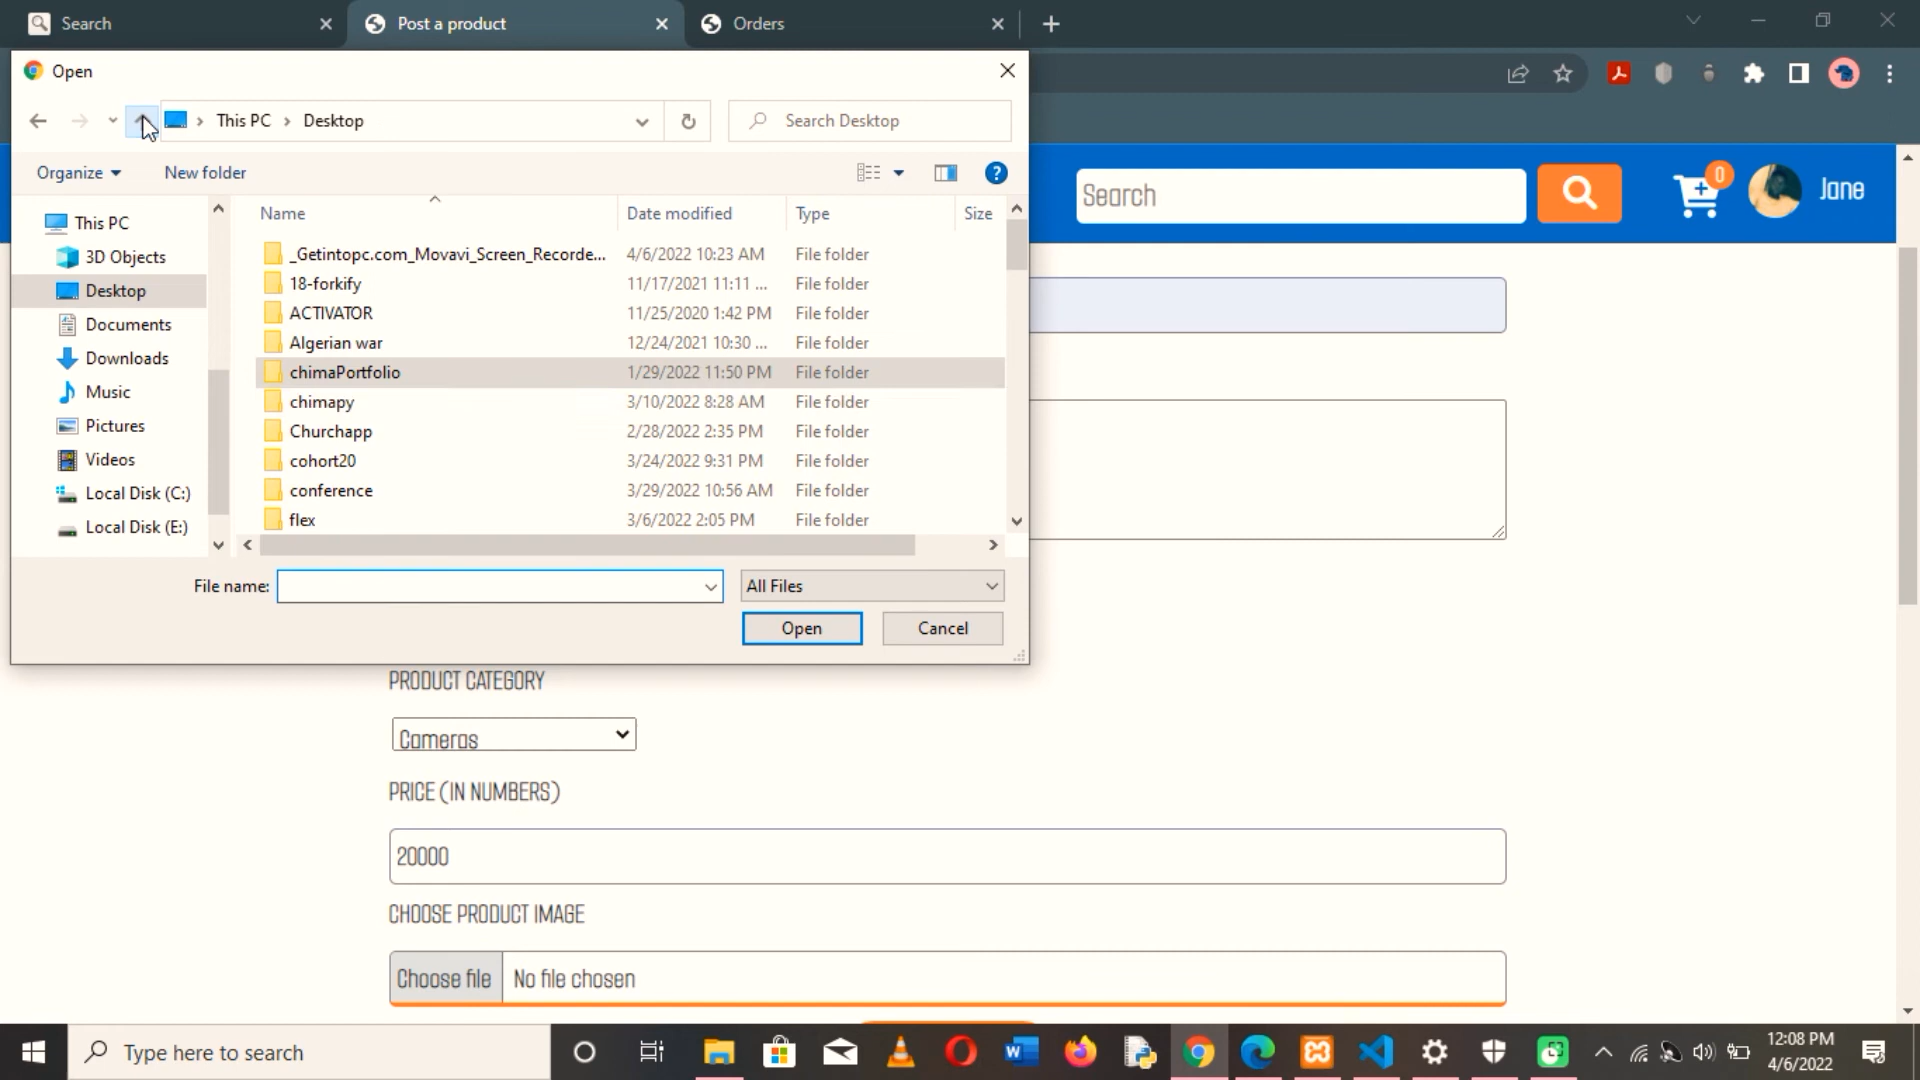 Search
Post a product
Orders
Open
This PC
Desktop
Search Desktop
Organize
New folder
Name
Date modified
Type
Size
This PC
3D Objects
Desktop
Documents
Downloads
Music
Pictures
Videos
Local Disk (C:)
Local Disk (E:)
_Getintopc.com_Movavi_Screen_Recorde... 4/6/2022 10:23 AM File folder
18-forkify 11/17/2021 11:11 ... File folder
ACTIVATOR 11/25/2020 1:42 PM File folder
Algerian war 12/24/2021 10:30 ... File folder
chimaPortfolio 1/29/2022 11:50 PM File folder
chimapy 3/10/2022 8:28 AM File folder
Churchapp 2/28/2022 2:35 PM File folder
cohort20 3/24/2022 9:31 PM File folder
conference 3/29/2022 10:56 AM File folder
flex 3/6/2022 2:05 PM File folder
File name:
All Files
Open
Cancel
Search
0
Jane
PRODUCT CATEGORY
Cameras
PRICE (IN NUMBERS)
20000
CHOOSE PRODUCT IMAGE
Choose file No file chosen
Type here to search
12:08 PM
4/6/2022